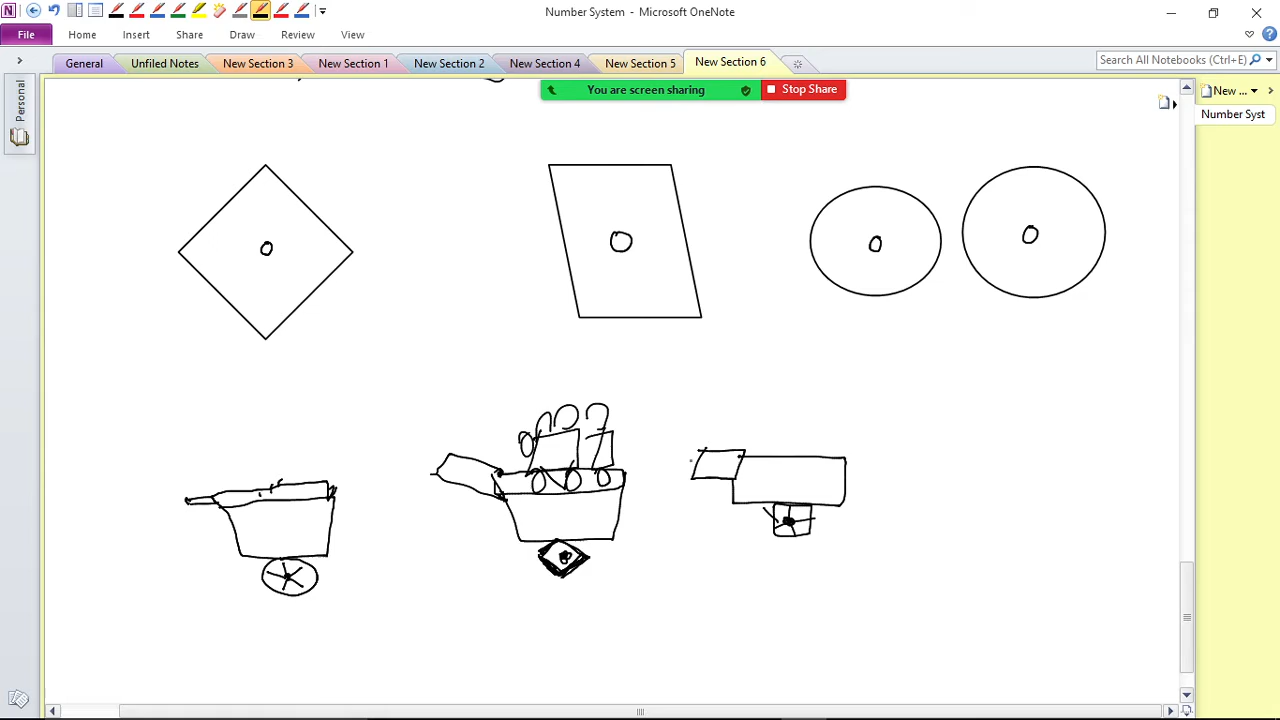 Number System - Microsoft OneNote
File Home Insert Share Draw Review View
General Unfiled Notes New Section 3 New Section 1 New Section 2 New Section 4 New Section 5 New Section 6 Search All Notebooks (Ctrl+E)
You are screen sharing Stop Share
New ...
Personal
Number Syst